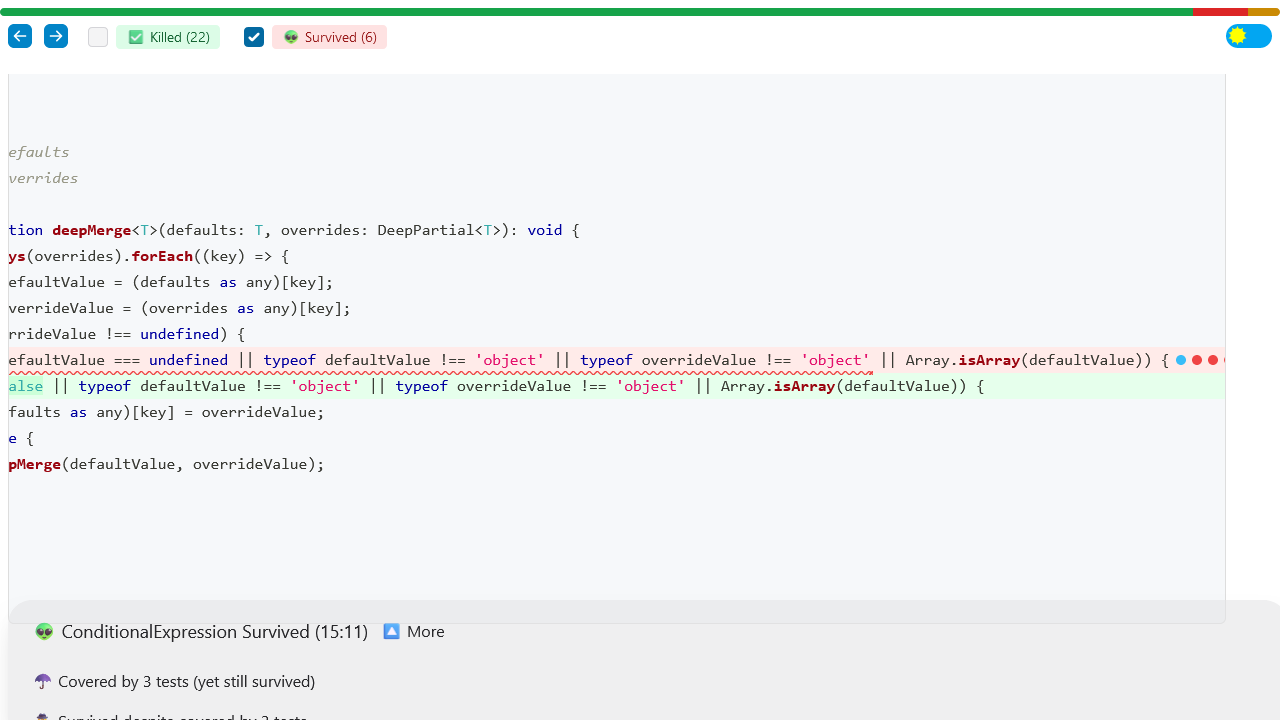 ✅ Killed (22) 👽 Survived (6)
efaults
verrides
tion deepMerge<T>(defaults: T, overrides: DeepPartial<T>): void {
ys(overrides).forEach((key) => {
efaultValue = (defaults as any)[key];
verrideValue = (overrides as any)[key];
rrideValue !== undefined) {
efaultValue === undefined || typeof defaultValue !== 'object' || typeof overrideValue !== 'object' || Array.isArray(defaultValue)) {
alse || typeof defaultValue !== 'object' || typeof overrideValue !== 'object' || Array.isArray(defaultValue)) {
faults as any)[key] = overrideValue;
e {
pMerge(defaultValue, overrideValue);
👽 ConditionalExpression Survived (15:11) 🔼 More
☂️ Covered by 3 tests (yet still survived)